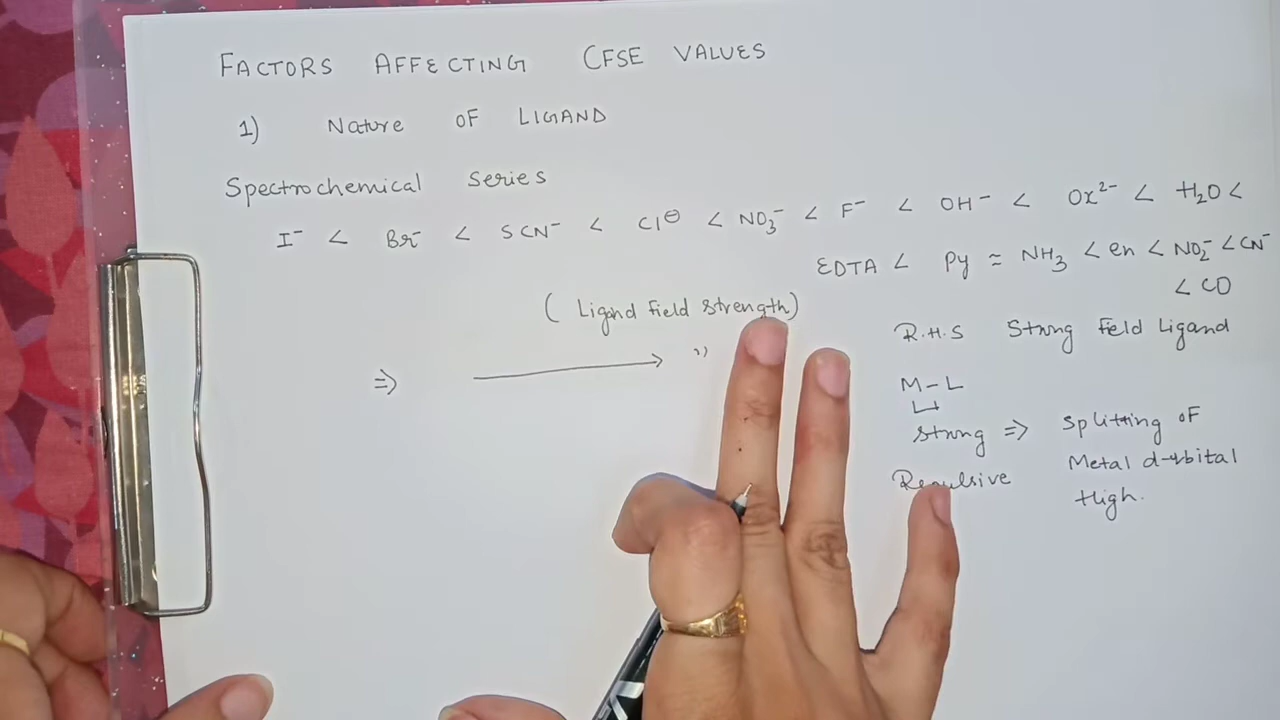 FACTORS AFFECTING CFSE VALUES
1) Nature OF LIGAND
Spectrochemical Series
I⁻ < Br⁻ < SCN⁻ < Cl⊖ < NO₃⁻ < F⁻ < OH⁻ < Ox²⁻ < H₂O <
EDTA < Py ≈ NH₃ < en < NO₂⁻ < CN⁻
< CO
( Ligand field strength)
⇒ ⟶ "
R.H.S Strong Field Ligand
M - L
Strong ⇒ Splitting of
Metal d-orbital
High.
Repulsive